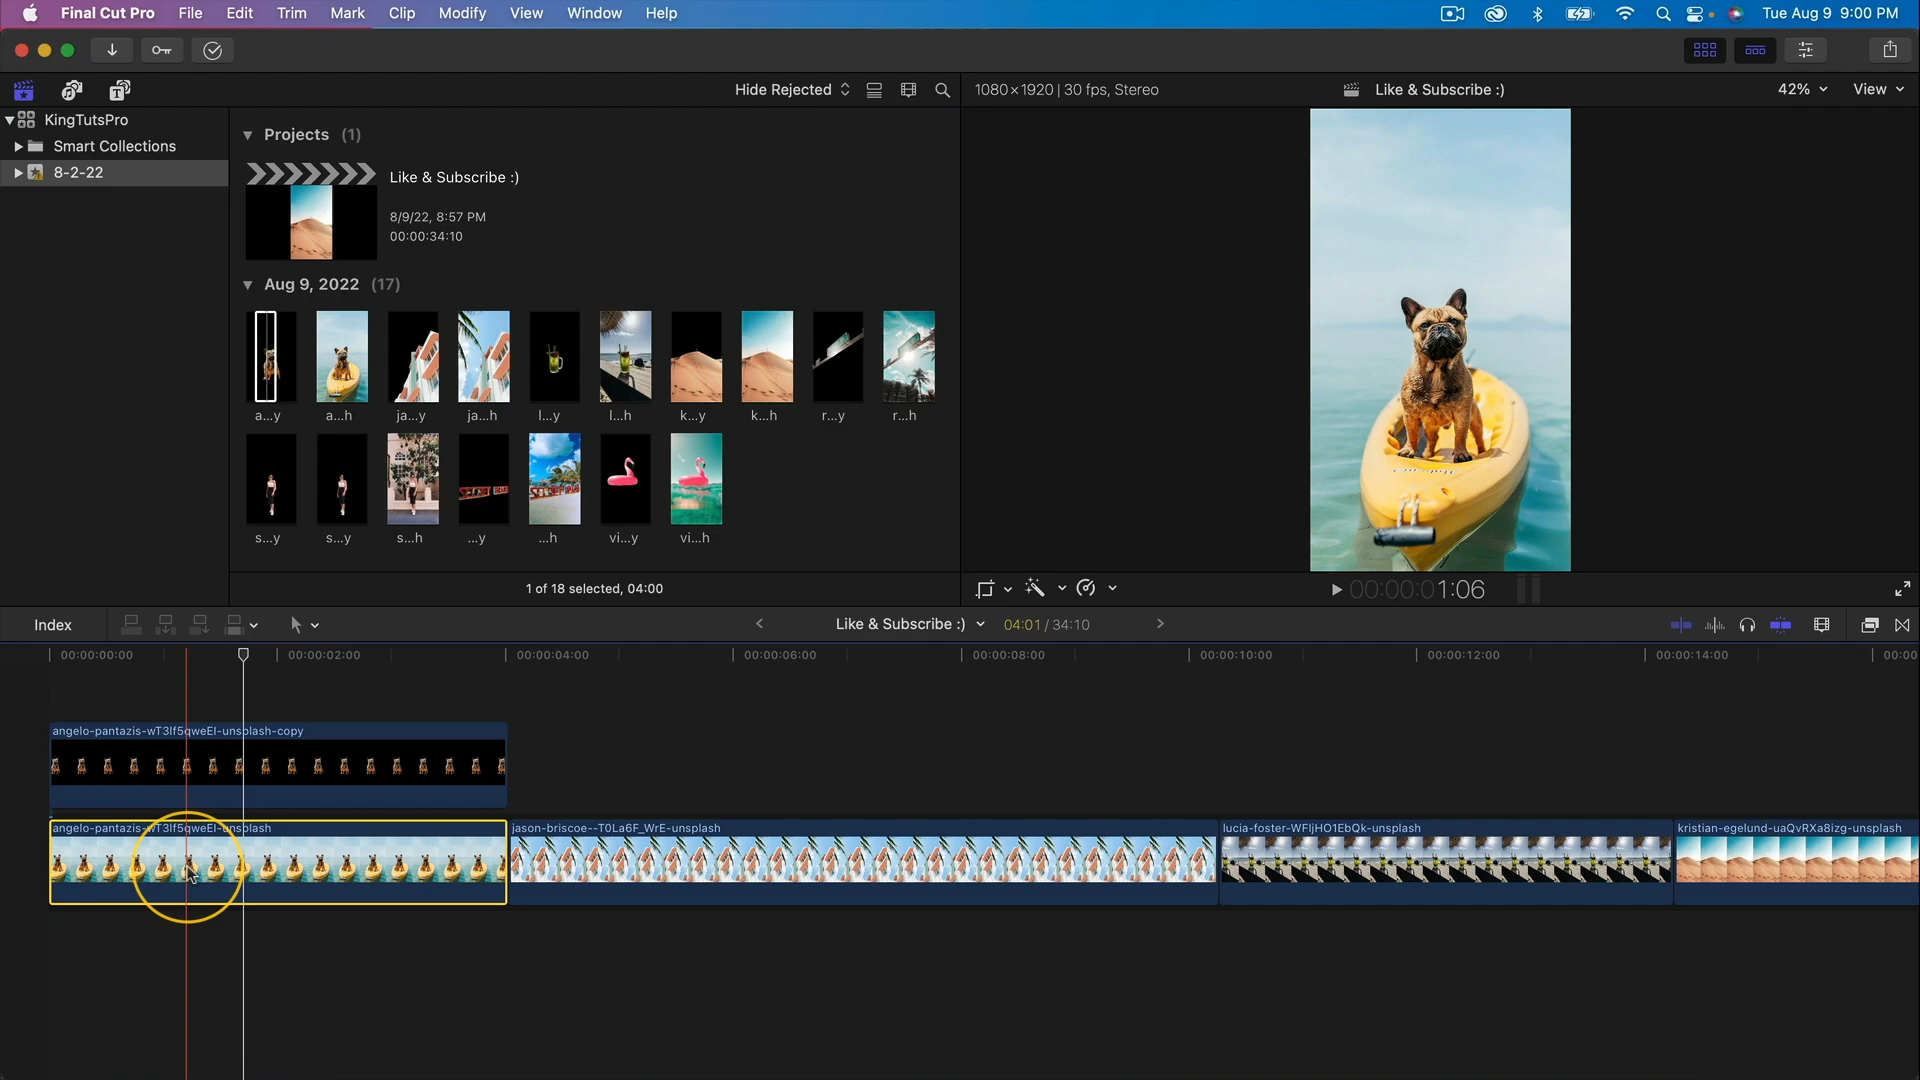 Final Cut Pro File Edit Trim Mark Clip Modify View Window Help Tue Aug 9 9:00 PM
Hide Rejected
1080×1920 | 30 fps, Stereo Like & Subscribe :) 42% View
KingTutsPro
Smart Collections
8-2-22
Projects (1)
Like & Subscribe :)
8/9/22, 8:57 PM
00:00:34:10
Aug 9, 2022 (17)
a...y a...h ja...y ja...h l...y l...h k...y k...h r...y r...h
s...y s...y s...h ...y ...h vi...y vi...h
1 of 18 selected, 04:00
00:00:01:06
Index Like & Subscribe :) 04:01 / 34:10
00:00:00:00 00:00:02:00 00:00:04:00 00:00:06:00 00:00:08:00 00:00:10:00 00:00:12:00 00:00:14:00 00:00
angelo-pantazis-wT3lf5qweEI-unsplash-copy
angelo-pantazis-wT3lf5qweEI-unsplash jason-briscoe--T0La6F_WrE-unsplash lucia-foster-WFljHO1EbQk-unsplash kristian-egelund-uaQvRXa8izg-unsplash